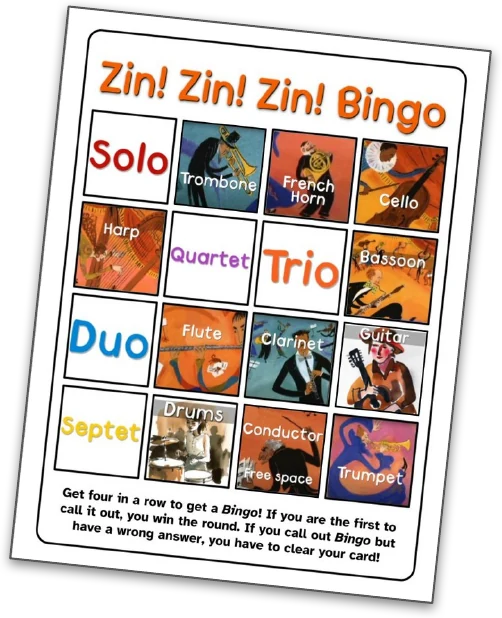 Zin! Zin! Zin! Bingo
Solo
Trombone
French
Horn
Cello
Harp
Quartet
Trio
Bassoon
Duo
Flute
Clarinet
Guitar
Septet
Drums
Conductor
Free space
Trumpet
Get four in a row to get a Bingo! If you are the first to
call it out, you win the round. If you call out Bingo but
have a wrong answer, you have to clear your card!